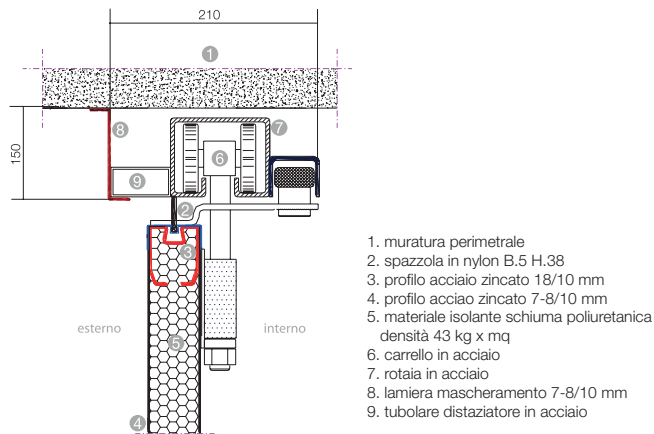 210
1
8
7
150
6
9
2
3
esterno
interno
5
4
1. muratura perimetrale
2. spazzola in nylon B.5 H.38
3. profilo acciaio zincato 18/10 mm
4. profilo acciao zincato 7-8/10 mm
5. materiale isolante schiuma poliuretanica
densità 43 kg x mq
6. carrello in acciaio
7. rotaia in acciaio
8. lamiera mascheramento 7-8/10 mm
9. tubolare distaziatore in acciaio